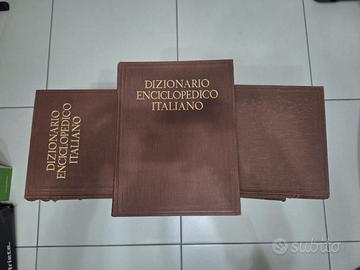 DIZIONARIO
ENCICLOPEDICO
ITALIANO
DIZIONARIO
ENCICLOPEDICO
ITALIANO
subito